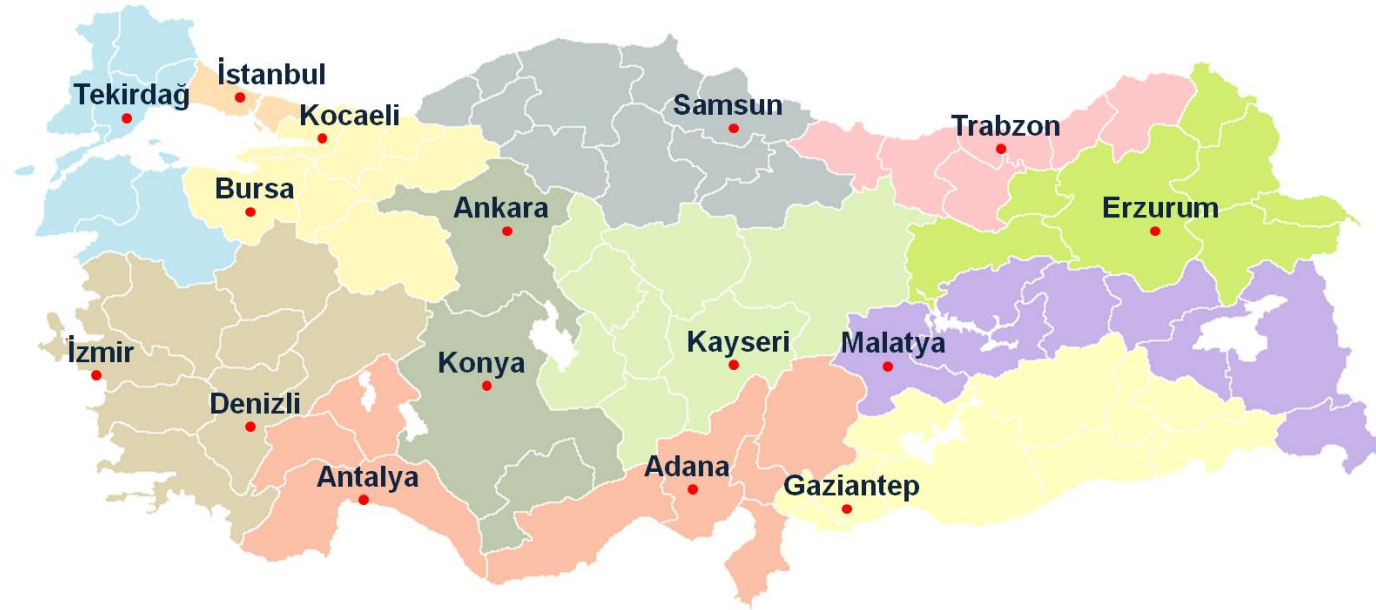 İstanbul
Tekirdağ
Kocaeli
Samsun
Trabzon
Bursa
Ankara
Erzurum
İzmir
Kayseri
Malatya
Konya
Denizli
Antalya
Adana
Gaziantep